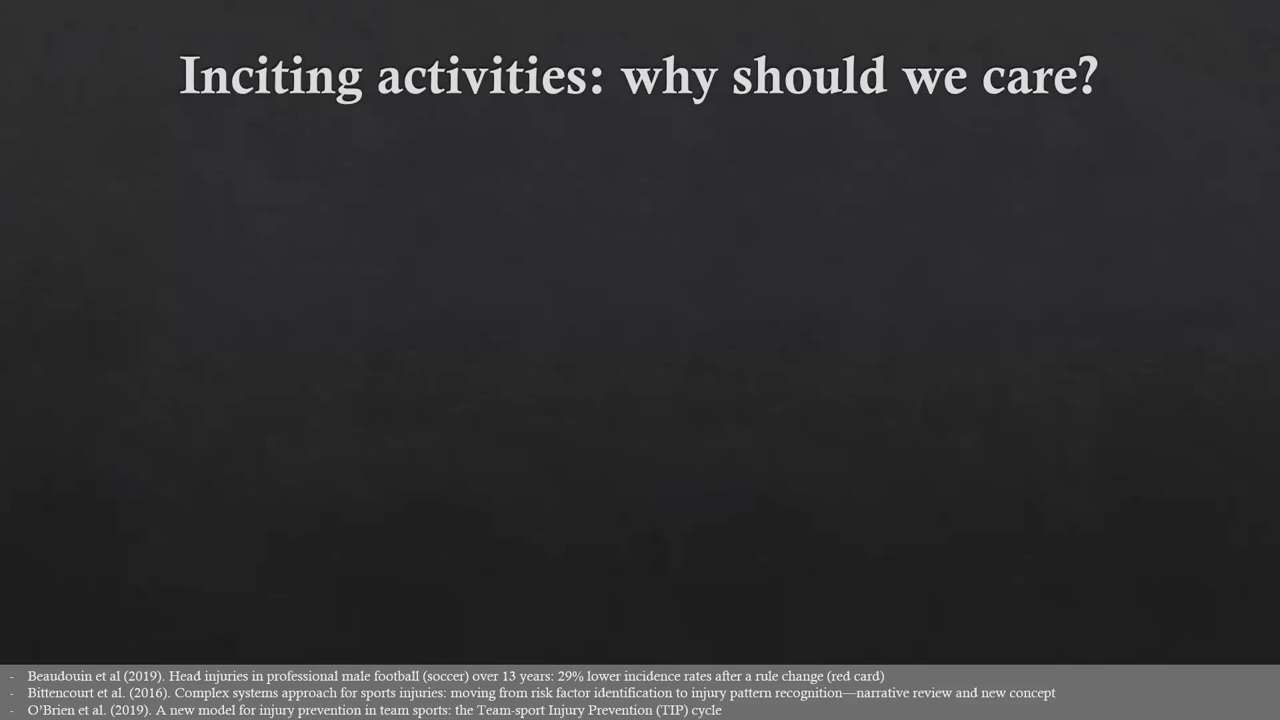 Inciting activities: why should we care?
- Beaudouin et al (2019). Head injuries in professional male football (soccer) over 13 years: 29% lower incidence rates after a rule change (red card)
- Bittencourt et al. (2016). Complex systems approach for sports injuries: moving from risk factor identification to injury pattern recognition—narrative review and new concept
- O’Brien et al. (2019). A new model for injury prevention in team sports: the Team-sport Injury Prevention (TIP) cycle